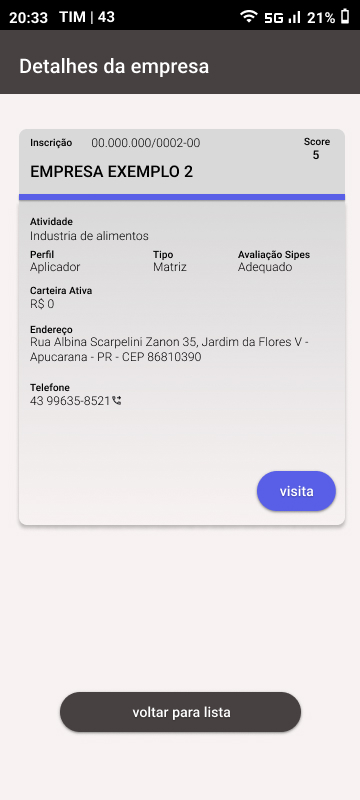 20:33 TIM | 43 5G 21%
Detalhes da empresa
Inscrição 00.000.000/0002-00 Score
5
EMPRESA EXEMPLO 2
Atividade
Industria de alimentos
Perfil Tipo Avaliação Sipes
Aplicador Matriz Adequado
Carteira Ativa
R$ 0
Endereço
Rua Albina Scarpelini Zanon 35, Jardim da Flores V -
Apucarana - PR - CEP 86810390
Telefone
43 99635-8521
visita
voltar para lista